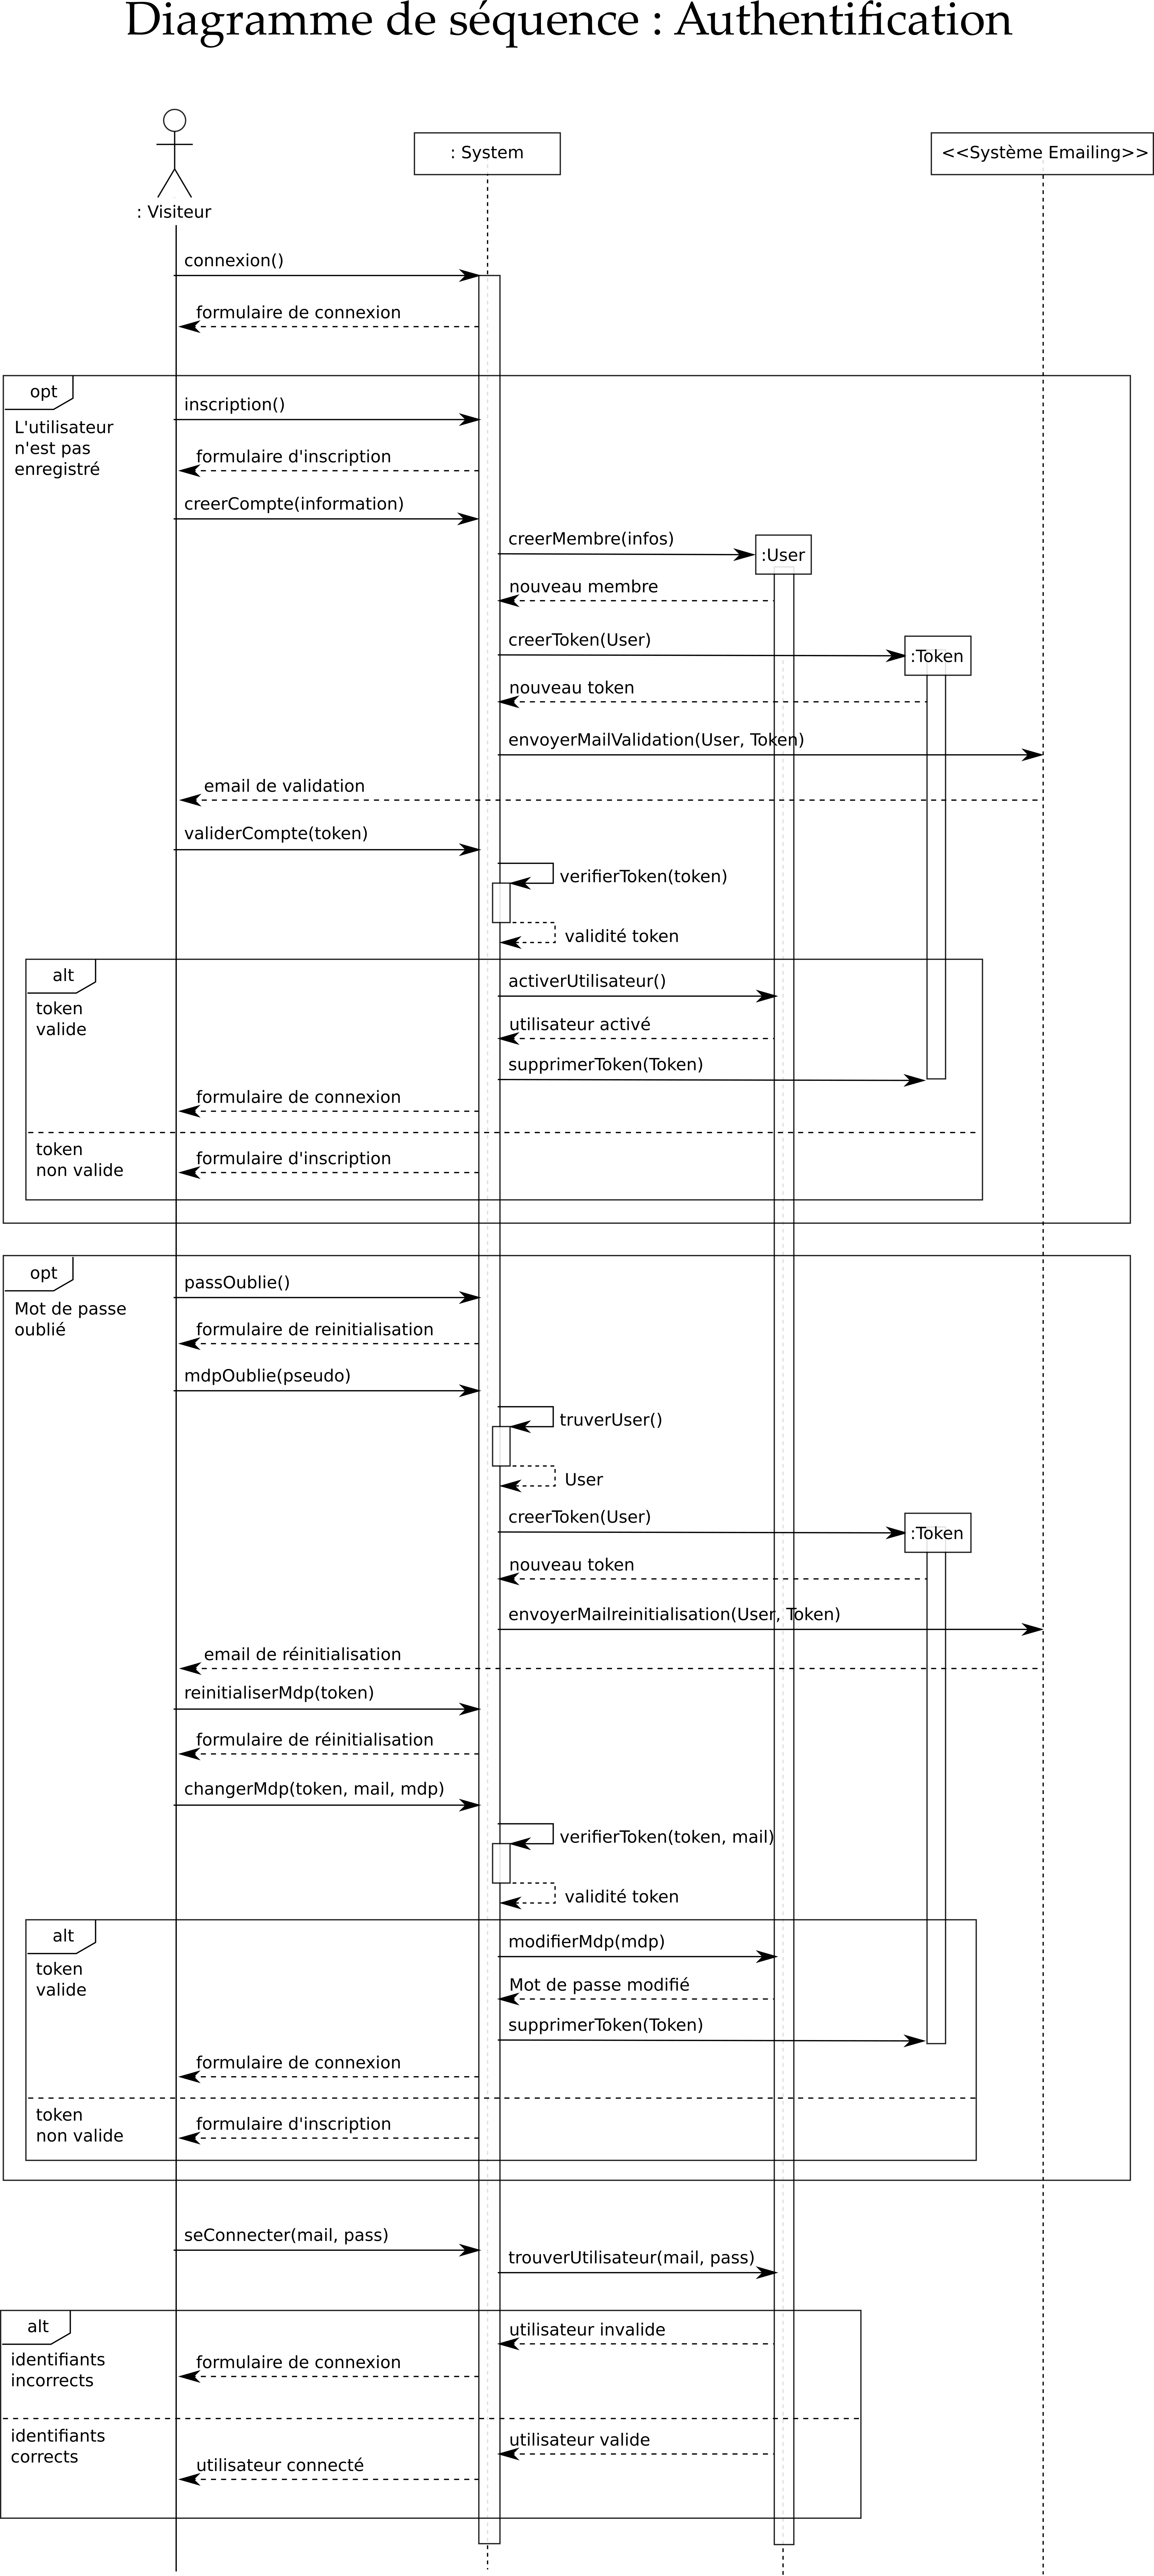 Diagramme de séquence : Authentification
: Visiteur
: System
<<Système Emailing>>
connexion()
formulaire de connexion
opt
L'utilisateur
n'est pas
enregistré
inscription()
formulaire d'inscription
creerCompte(information)
creerMembre(infos)
:User
nouveau membre
creerToken(User)
:Token
nouveau token
envoyerMailValidation(User, Token)
email de validation
validerCompte(token)
verifierToken(token)
validité token
alt
token
valide
activerUtilisateur()
utilisateur activé
supprimerToken(Token)
formulaire de connexion
token
non valide
formulaire d'inscription
opt
Mot de passe
oublié
passOublie()
formulaire de reinitialisation
mdpOublie(pseudo)
truverUser()
User
creerToken(User)
:Token
nouveau token
envoyerMailreinitialisation(User, Token)
email de réinitialisation
reinitialiserMdp(token)
formulaire de réinitialisation
changerMdp(token, mail, mdp)
verifierToken(token, mail)
validité token
alt
token
valide
modifierMdp(mdp)
Mot de passe modifié
supprimerToken(Token)
formulaire de connexion
token
non valide
formulaire d'inscription
seConnecter(mail, pass)
trouverUtilisateur(mail, pass)
alt
identifiants
incorrects
utilisateur invalide
formulaire de connexion
identifiants
corrects
utilisateur valide
utilisateur connecté